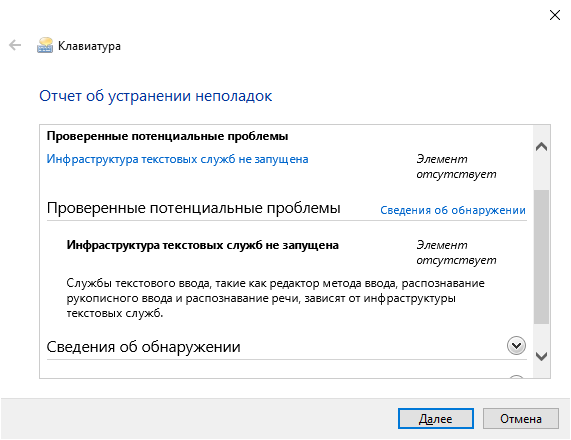 Клавиатура
Отчет об устранении неполадок
Проверенные потенциальные проблемы
Инфраструктура текстовых служб не запущена
Элемент
отсутствует
Проверенные потенциальные проблемы
Сведения об обнаружении
Инфраструктура текстовых служб не запущена
Элемент
отсутствует
Службы текстового ввода, такие как редактор метода ввода, распознавание
рукописного ввода и распознавание речи, зависят от инфраструктуры
текстовых служб.
Сведения об обнаружении
Далее
Отмена